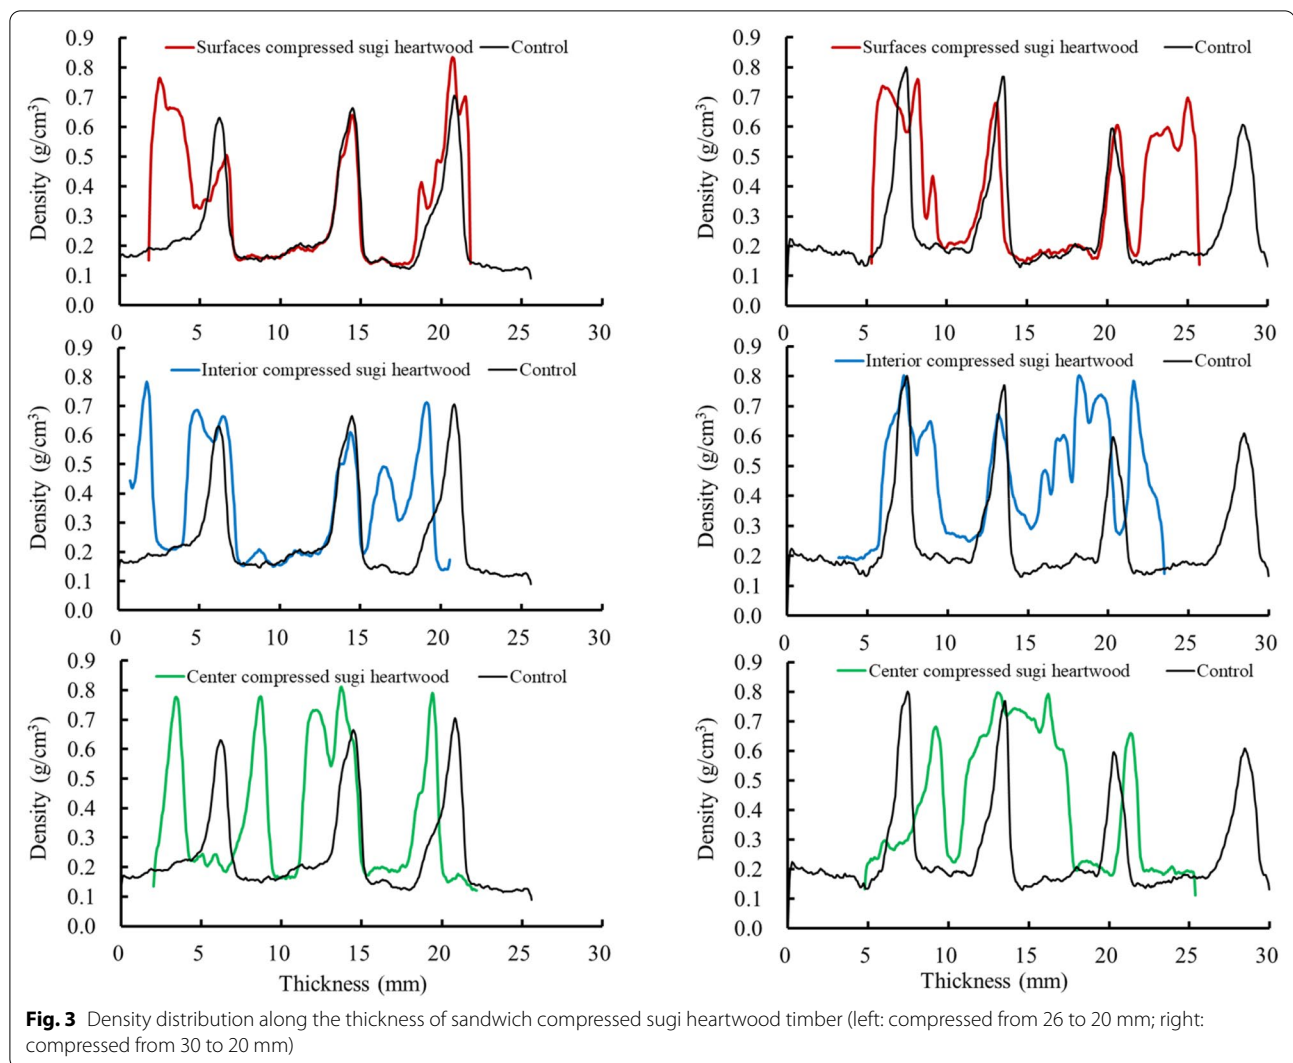 Surfaces compressed sugi heartwood Control
Density (g/cm³)
0.9
0.8
0.7
0.6
0.5
0.4
0.3
0.2
0.1
0.0
0 5 10 15 20 25 30
Surfaces compressed sugi heartwood Control
Density (g/cm³)
0.9
0.8
0.7
0.6
0.5
0.4
0.3
0.2
0.1
0.0
0 5 10 15 20 25 30
Interior compressed sugi heartwood Control
Density (g/cm³)
0.9
0.8
0.7
0.6
0.5
0.4
0.3
0.2
0.1
0.0
0 5 10 15 20 25 30
Interior compressed sugi heartwood Control
Density (g/cm³)
0.9
0.8
0.7
0.6
0.5
0.4
0.3
0.2
0.1
0.0
0 5 10 15 20 25 30
Center compressed sugi heartwood Control
Density (g/cm³)
0.9
0.8
0.7
0.6
0.5
0.4
0.3
0.2
0.1
0.0
0 5 10 15 20 25 30
Thickness (mm)
Center compressed sugi heartwood Control
Density (g/cm³)
0.9
0.8
0.7
0.6
0.5
0.4
0.3
0.2
0.1
0.0
0 5 10 15 20 25 30
Thickness (mm)
Fig. 3 Density distribution along the thickness of sandwich compressed sugi heartwood timber (left: compressed from 26 to 20 mm; right:
compressed from 30 to 20 mm)